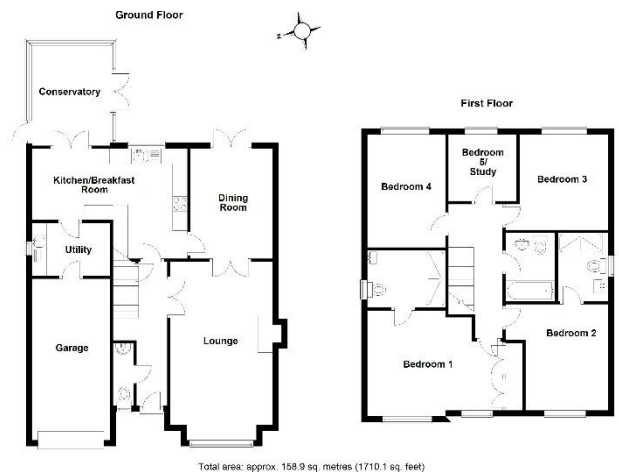 Ground Floor
N
Conservatory
Kitchen/Breakfast
Room
Dining
Room
Utility
Garage
Lounge
First Floor
Bedroom 4
Bedroom
5/
Study
Bedroom 3
Bedroom 1
Bedroom 2
Total area: approx. 158.9 sq. metres (1710.1 sq. feet)